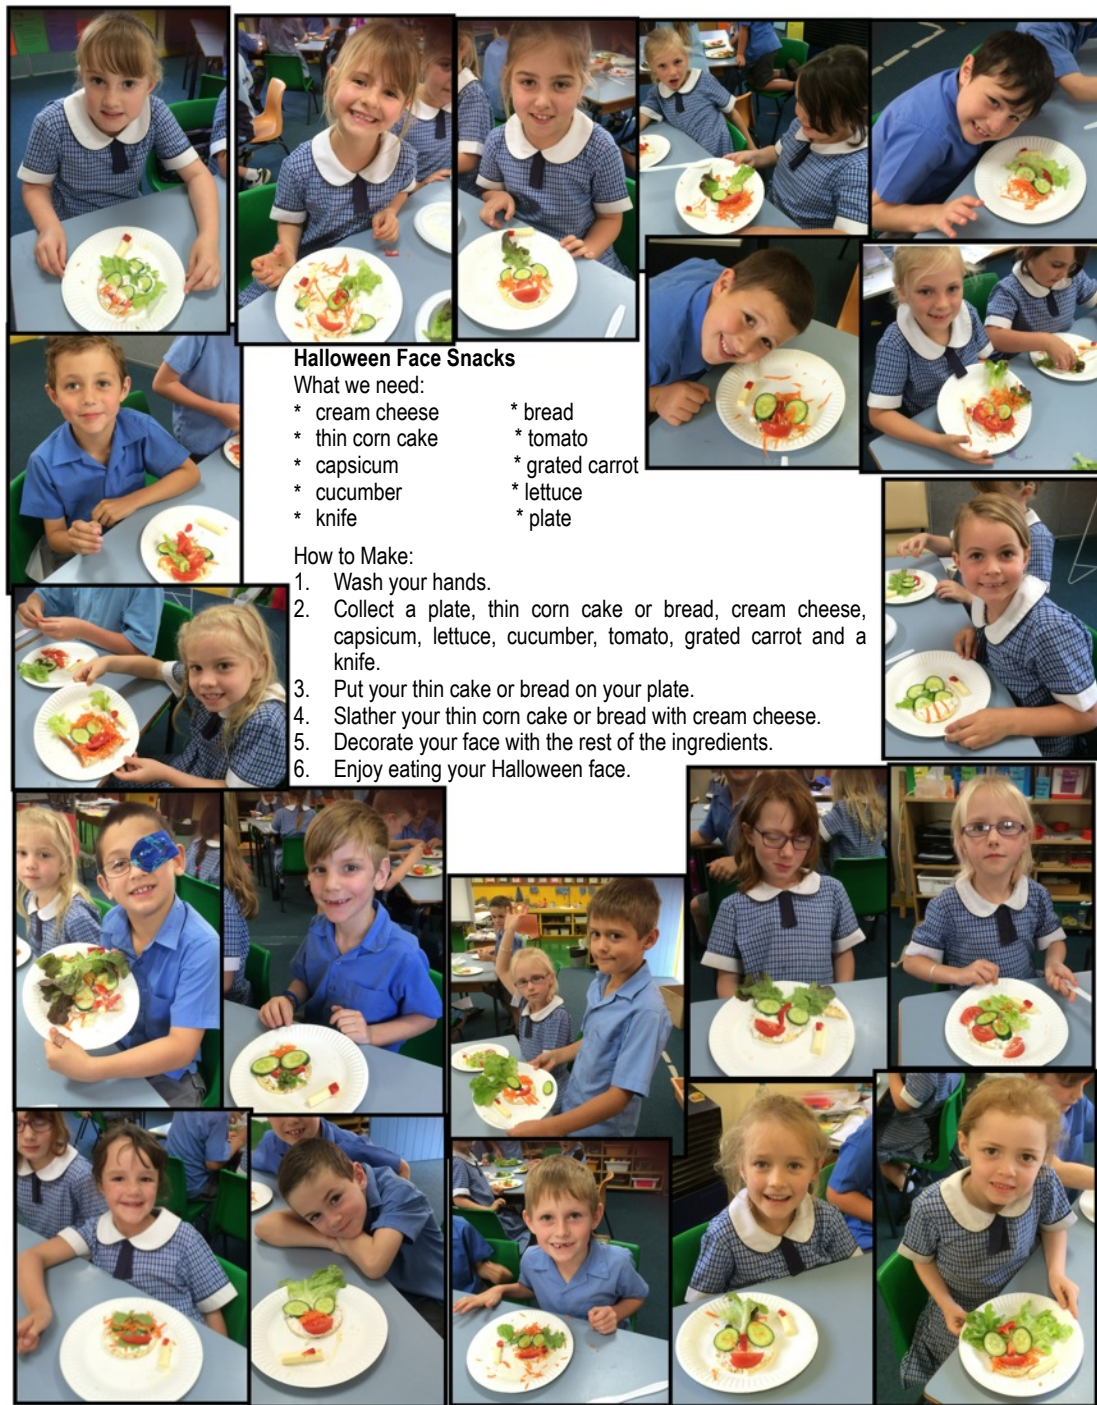 Halloween Face Snacks
What we need:
* cream cheese * bread
* thin corn cake * tomato
* capsicum * grated carrot
* cucumber * lettuce
* knife * plate
How to Make:
1. Wash your hands.
2. Collect a plate, thin corn cake or bread, cream cheese,
capsicum, lettuce, cucumber, tomato, grated carrot and a
knife.
3. Put your thin cake or bread on your plate.
4. Slather your thin corn cake or bread with cream cheese.
5. Decorate your face with the rest of the ingredients.
6. Enjoy eating your Halloween face.